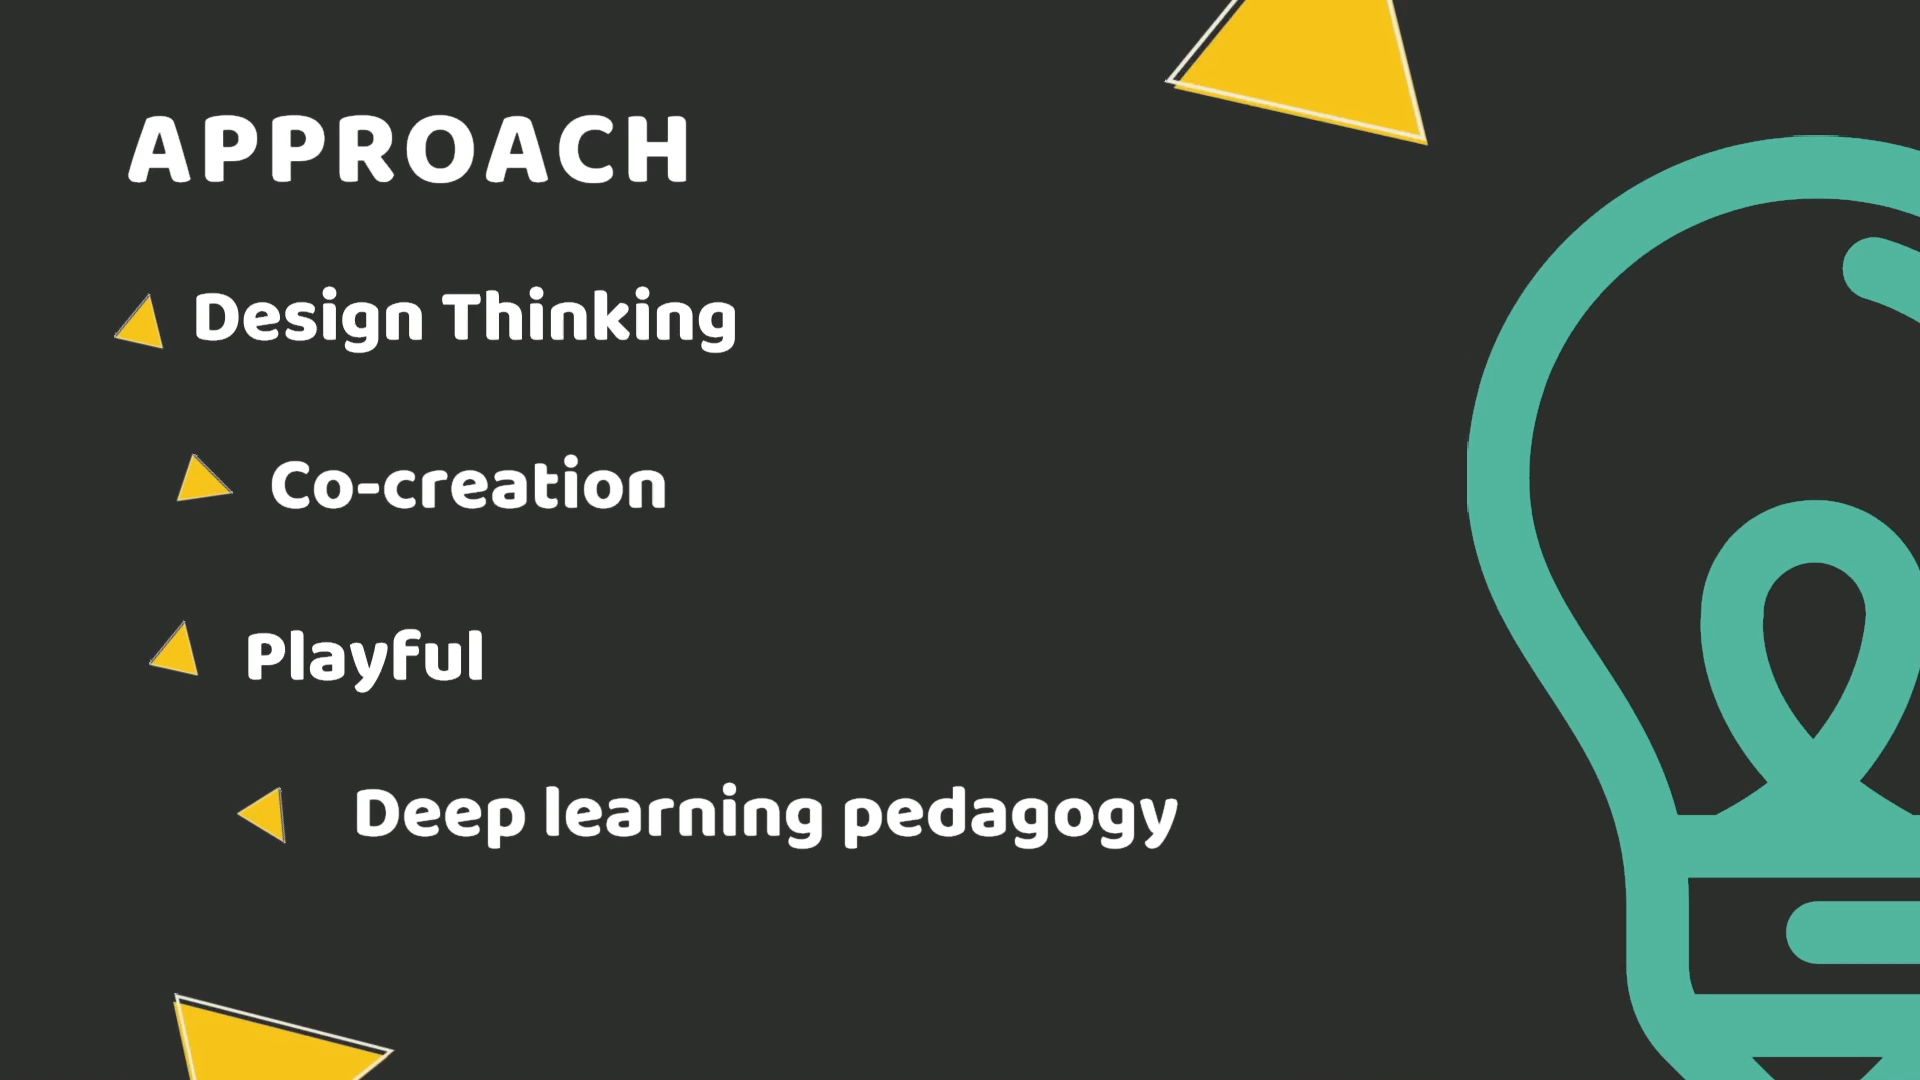 APPROACH
Design Thinking
Co-creation
Playful
Deep learning pedagogy